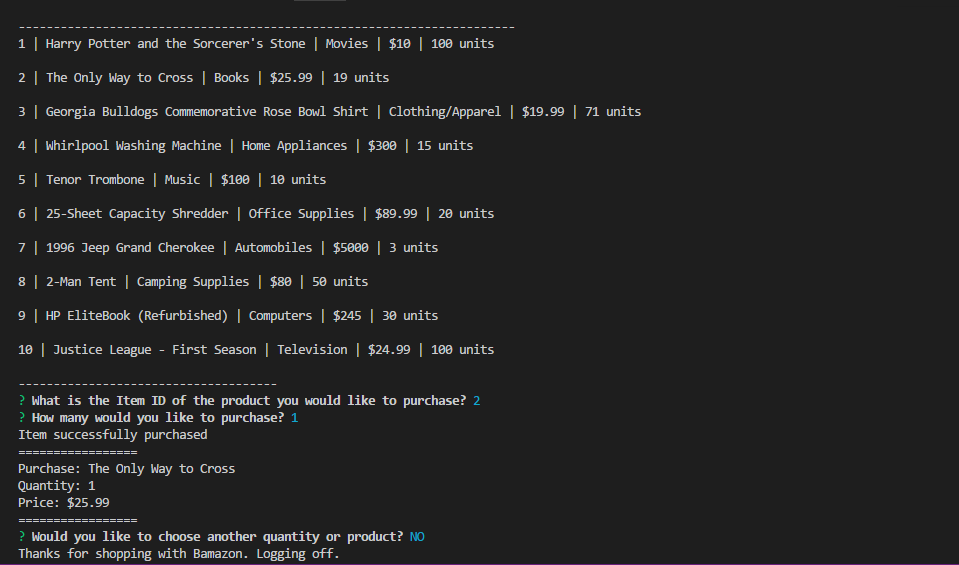 -----------------------------------------------------------------------
1 | Harry Potter and the Sorcerer's Stone | Movies | $10 | 100 units
2 | The Only Way to Cross | Books | $25.99 | 19 units
3 | Georgia Bulldogs Commemorative Rose Bowl Shirt | Clothing/Apparel | $19.99 | 71 units
4 | Whirlpool Washing Machine | Home Appliances | $300 | 15 units
5 | Tenor Trombone | Music | $100 | 10 units
6 | 25-Sheet Capacity Shredder | Office Supplies | $89.99 | 20 units
7 | 1996 Jeep Grand Cherokee | Automobiles | $5000 | 3 units
8 | 2-Man Tent | Camping Supplies | $80 | 50 units
9 | HP EliteBook (Refurbished) | Computers | $245 | 30 units
10 | Justice League - First Season | Television | $24.99 | 100 units
-------------------------------------
? What is the Item ID of the product you would like to purchase? 2
? How many would you like to purchase? 1
Item successfully purchased
=================
Purchase: The Only Way to Cross
Quantity: 1
Price: $25.99
=================
? Would you like to choose another quantity or product? NO
Thanks for shopping with Bamazon. Logging off.